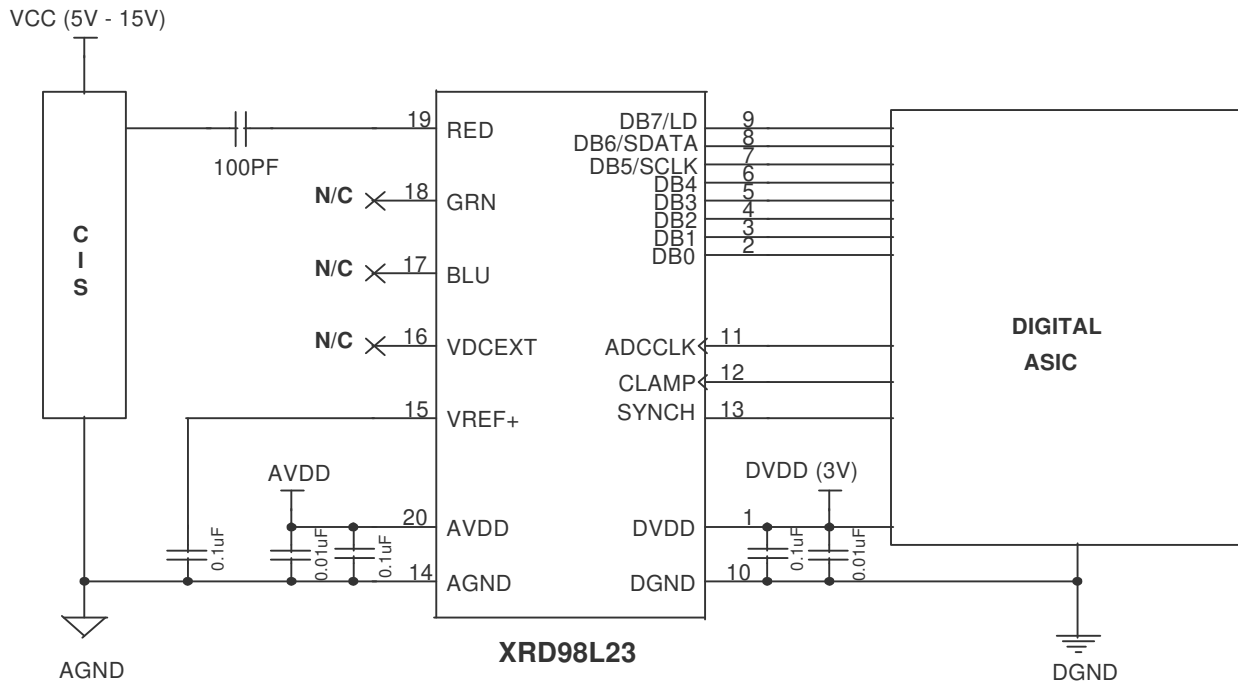 VCC (5V - 15V)
C
I
S
100PF
19 RED
N/C 18 GRN
N/C 17 BLU
N/C 16 VDCEXT
15 VREF+
AVDD
20 AVDD
14 AGND
0.1uF
0.01uF
0.1uF
AGND
DB7/LD 9
DB6/SDATA 8
DB5/SCLK 7
DB4 6
DB3 5
DB2 4
DB1 3
DB0 2
ADCCLK 11
CLAMP 12
SYNCH 13
DVDD (3V)
DVDD 1
DGND 10
0.1uF
0.01uF
XRD98L23
DIGITAL
ASIC
DGND